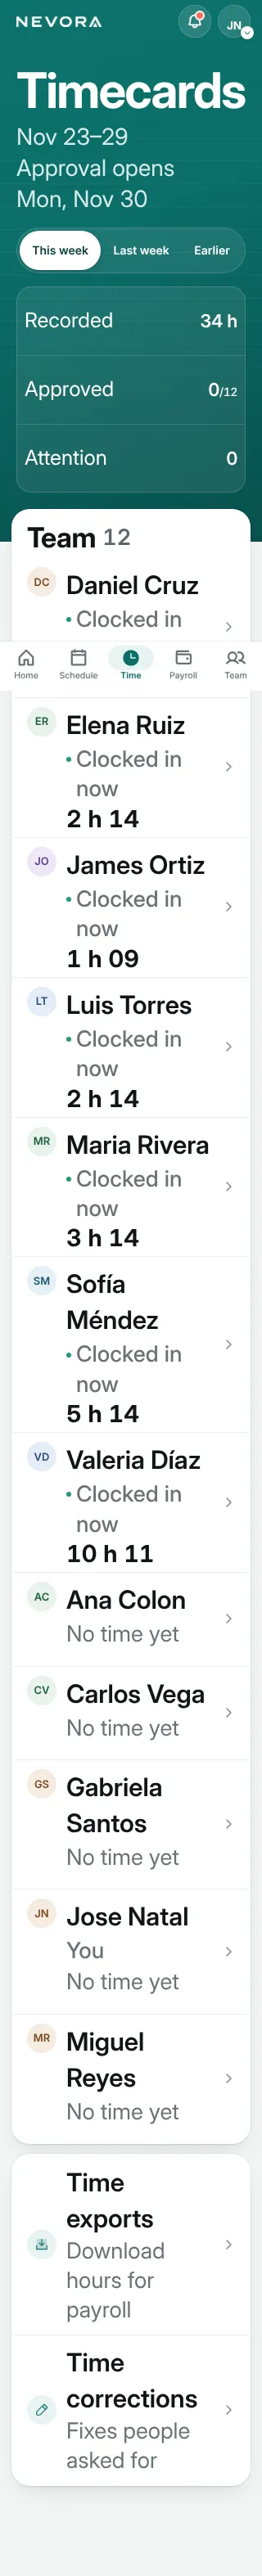 NEVORA
JN
Timecards
Nov 23–29
Approval opens
Mon, Nov 30
This week Last week Earlier
Recorded 34 h
Approved 0/12
Attention 0
Team 12
DC Daniel Cruz
Clocked in
Home Schedule Time Payroll Team
ER Elena Ruiz
Clocked in
now
2 h 14
JO James Ortiz
Clocked in
now
1 h 09
LT Luis Torres
Clocked in
now
2 h 14
MR Maria Rivera
Clocked in
now
3 h 14
SM Sofía
Méndez
Clocked in
now
5 h 14
VD Valeria Díaz
Clocked in
now
10 h 11
AC Ana Colon
No time yet
CV Carlos Vega
No time yet
GS Gabriela
Santos
No time yet
JN Jose Natal
You
No time yet
MR Miguel
Reyes
No time yet
Time
exports
Download
hours for
payroll
Time
corrections
Fixes people
asked for